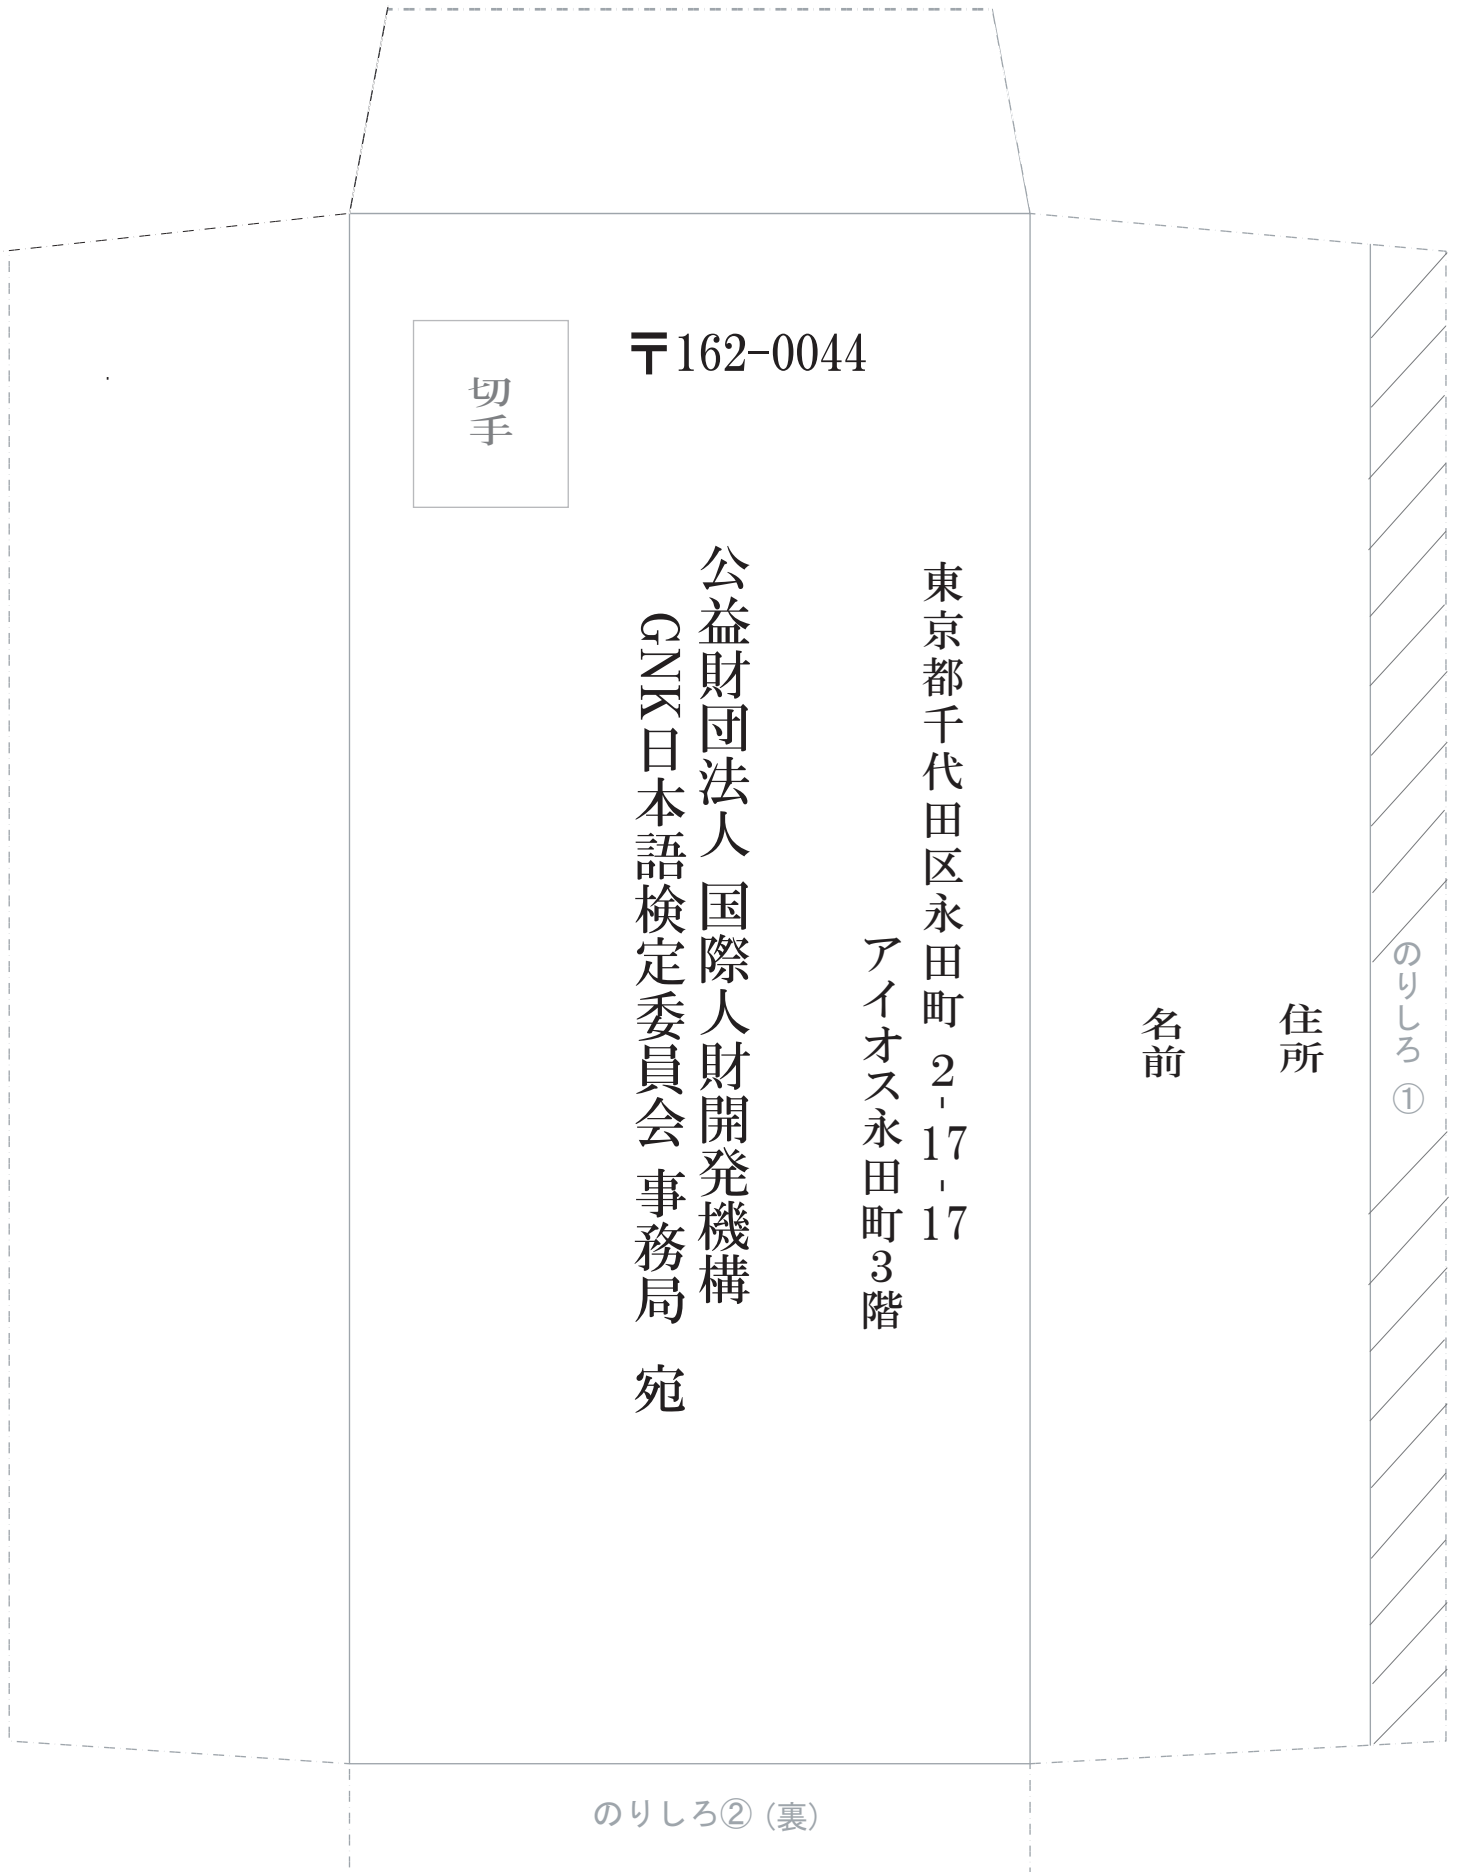 〒162-0044
切手
東京都千代田区永田町 2-17-17
アイオス永田町3階
公益財団法人 国際人財開発機構
GNK日本語検定委員会 事務局 宛
住所
名前
のりしろ ①
のりしろ②（裏）